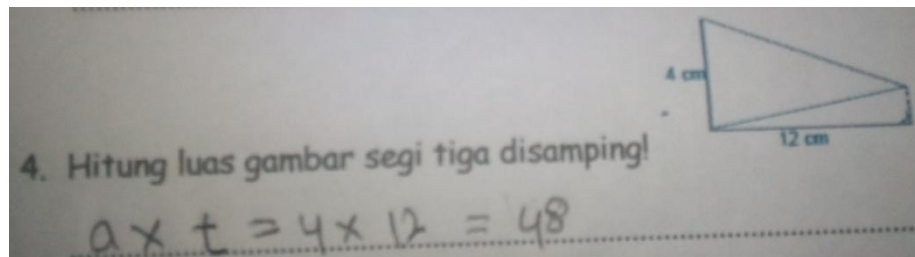 4 cm
12 cm
4. Hitung luas gambar segi tiga disamping!
a x t = 4 x 12 = 48